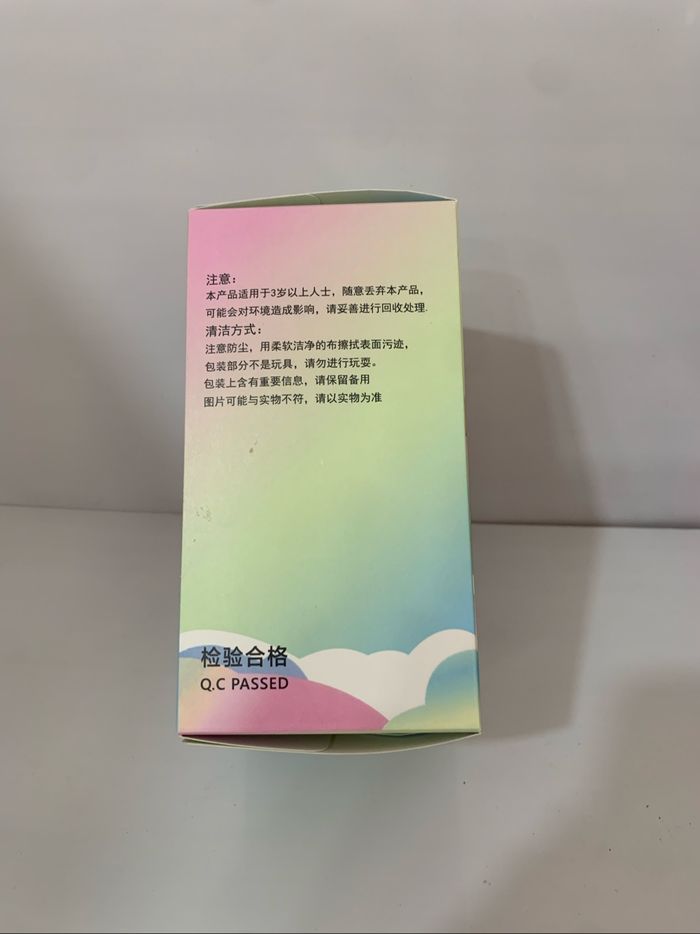 注意：
本产品适用于3岁以上人士，随意丢弃本产品，
可能会对环境造成影响，请妥善进行回收处理.
清洁方式：
注意防尘，用柔软洁净的布擦拭表面污迹，
包装部分不是玩具，请勿进行玩耍。
包装上含有重要信息，请保留备用
图片可能与实物不符，请以实物为准
检验合格
Q.C PASSED